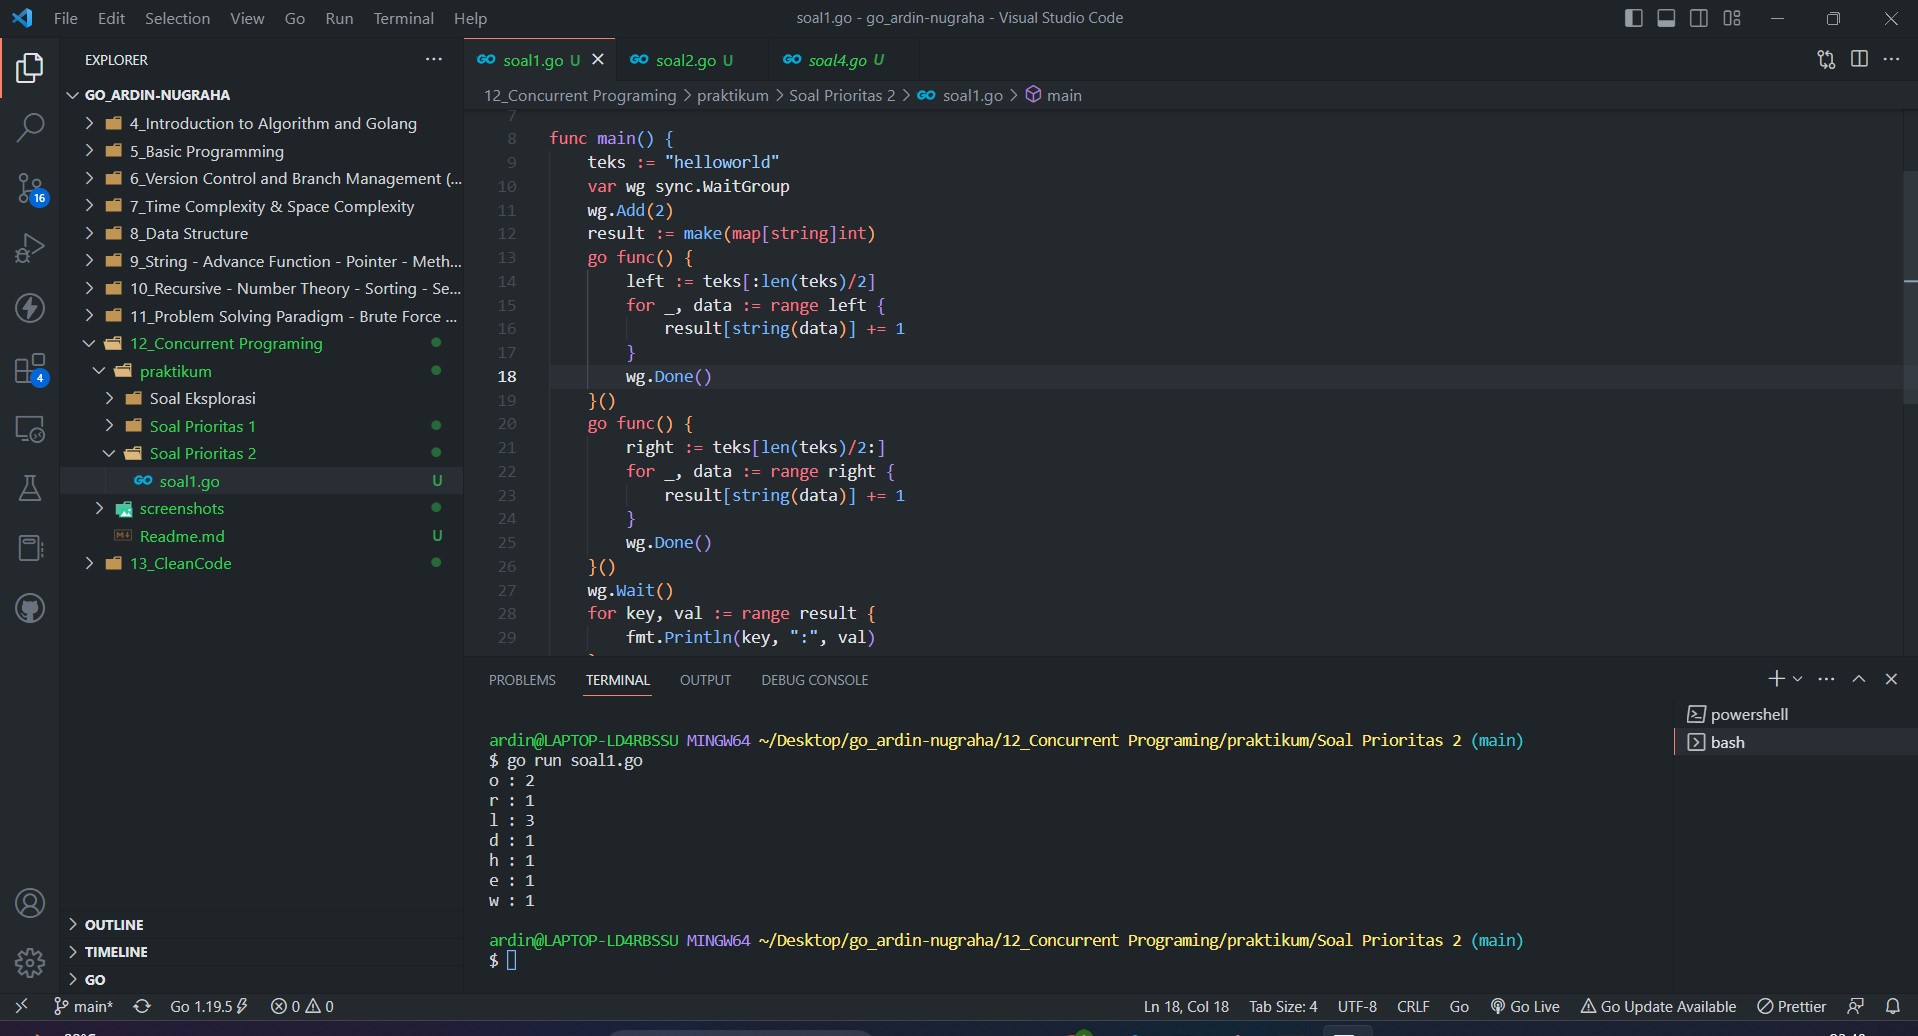 File Edit Selection View Go Run Terminal Help
soal1.go - go_ardin-nugraha - Visual Studio Code
EXPLORER
GO_ARDIN-NUGRAHA
4_Introduction to Algorithm and Golang
5_Basic Programming
6_Version Control and Branch Management (...
7_Time Complexity & Space Complexity
8_Data Structure
9_String - Advance Function - Pointer - Meth...
10_Recursive - Number Theory - Sorting - Se...
11_Problem Solving Paradigm - Brute Force ...
12_Concurrent Programing
praktikum
Soal Eksplorasi
Soal Prioritas 1
Soal Prioritas 2
GO soal1.go U
screenshots
Readme.md U
13_CleanCode
OUTLINE
TIMELINE
GO
16
4
GO soal1.go U
GO soal2.go U
GO soal4.go U
12_Concurrent Programing > praktikum > Soal Prioritas 2 > GO soal1.go > main
7
8 func main() {
9 teks := "helloworld"
10 var wg sync.WaitGroup
11 wg.Add(2)
12 result := make(map[string]int)
13 go func() {
14 left := teks[:len(teks)/2]
15 for _, data := range left {
16 result[string(data)] += 1
17 }
18 wg.Done()
19 }()
20 go func() {
21 right := teks[len(teks)/2:]
22 for _, data := range right {
23 result[string(data)] += 1
24 }
25 wg.Done()
26 }()
27 wg.Wait()
28 for key, val := range result {
29 fmt.Println(key, ":", val)
PROBLEMS TERMINAL OUTPUT DEBUG CONSOLE
powershell
bash
ardin@LAPTOP-LD4RBSSU MINGW64 ~/Desktop/go_ardin-nugraha/12_Concurrent Programing/praktikum/Soal Prioritas 2 (main)
$ go run soal1.go
o : 2
r : 1
l : 3
d : 1
h : 1
e : 1
w : 1
ardin@LAPTOP-LD4RBSSU MINGW64 ~/Desktop/go_ardin-nugraha/12_Concurrent Programing/praktikum/Soal Prioritas 2 (main)
$
main* Go 1.19.5 0 0
Ln 18, Col 18 Tab Size: 4 UTF-8 CRLF Go Go Live Go Update Available Prettier